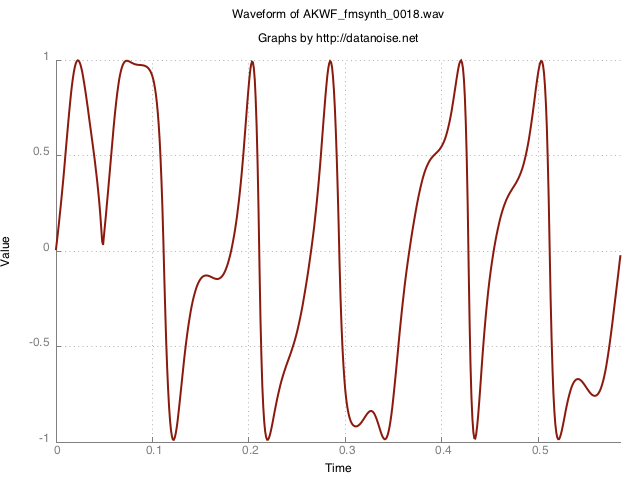 Waveform of AKWF_fmsynth_0018.wav
Graphs by http://datanoise.net
1
0.5
0
-0.5
-1
Value
0 0.1 0.2 0.3 0.4 0.5
Time